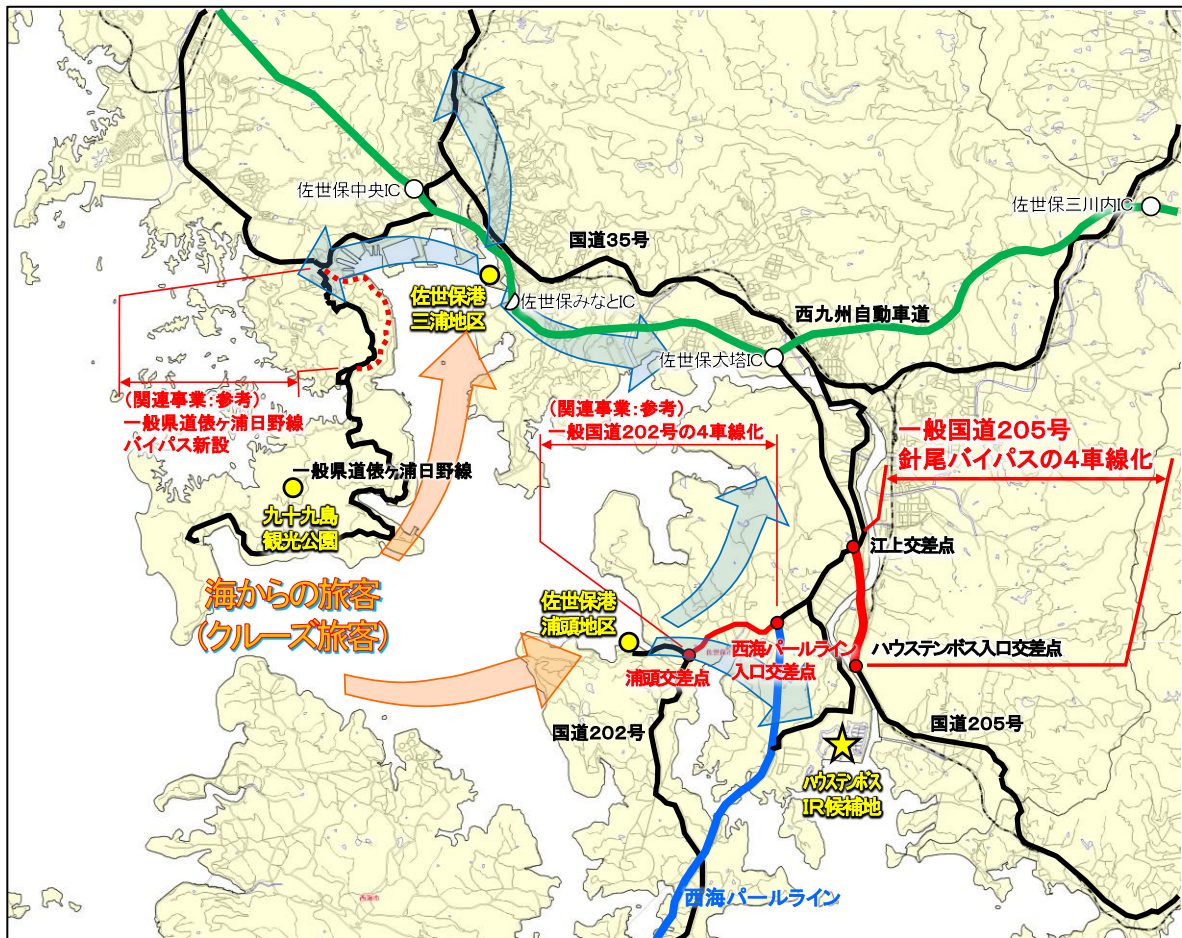 佐世保中央IC
佐世保三川内IC
国道35号
佐世保港
三浦地区
佐世保みなとIC
西九州自動車道
佐世保大塔IC
(関連事業:参考)
一般県道俵ヶ浦日野線
バイパス新設
(関連事業:参考)
一般国道202号の4車線化
一般国道205号
針尾バイパスの4車線化
一般県道俵ヶ浦日野線
九十九島
観光公園
江上交差点
海からの旅客
(クルーズ旅客)
佐世保港
浦頭地区
西海パールライン
入口交差点
ハウステンボス入口交差点
浦頭交差点
国道202号
国道205号
ハウステンボス
IR候補地
西海パールライン
西海市